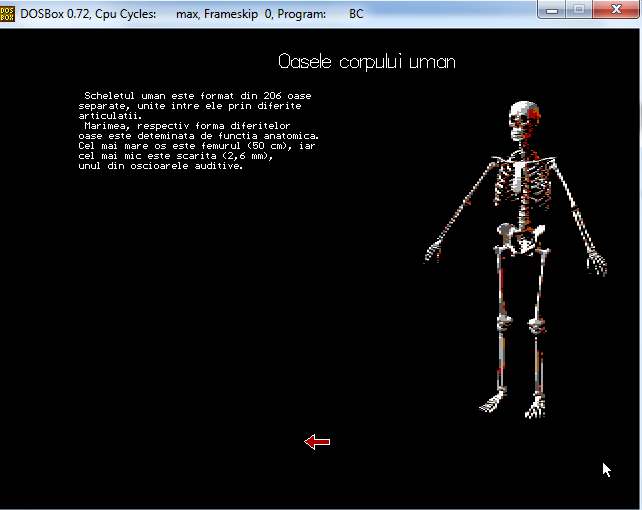 DOS BOX
DOSBox 0.72, Cpu Cycles: max, Frameskip 0, Program: BC
Oasele corpului uman
Scheletul uman este format din 206 oase
separate, unite intre ele prin diferite
articulatii.
Marimea, respectiv forma diferitelor
oase este deteminata de functia anatomica.
Cel mai mare os este femurul (50 cm), iar
cel mai mic este scarita (2,6 mm),
unul din oscioarele auditive.